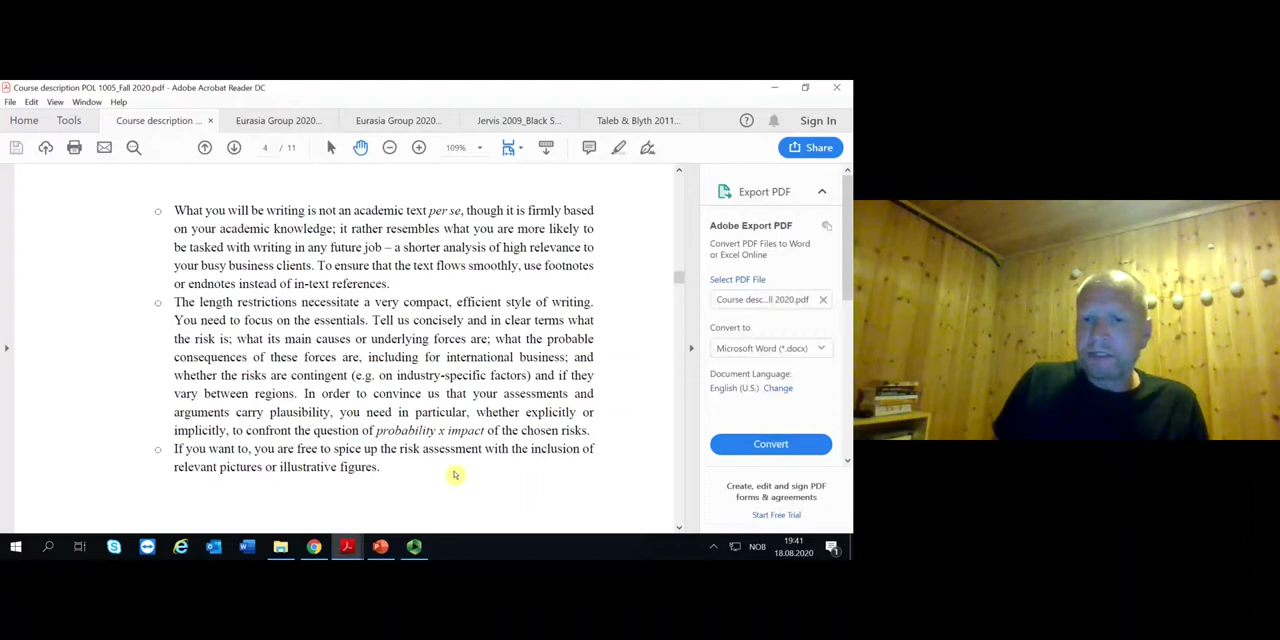 Course description POL 1005_Fall 2020.pdf - Adobe Acrobat Reader DC
File Edit View Window Help
Home Tools Course description ... × Eurasia Group 2020... Eurasia Group 2020... Jervis 2009_Black S... Taleb & Blyth 2011... Sign In
4 / 11 109% Share
What you will be writing is not an academic text per se, though it is firmly based
on your academic knowledge; it rather resembles what you are more likely to
be tasked with writing in any future job – a shorter analysis of high relevance to
your busy business clients. To ensure that the text flows smoothly, use footnotes
or endnotes instead of in-text references.
The length restrictions necessitate a very compact, efficient style of writing.
You need to focus on the essentials. Tell us concisely and in clear terms what
the risk is; what its main causes or underlying forces are; what the probable
consequences of these forces are, including for international business; and
whether the risks are contingent (e.g. on industry-specific factors) and if they
vary between regions. In order to convince us that your assessments and
arguments carry plausibility, you need in particular, whether explicitly or
implicitly, to confront the question of probability x impact of the chosen risks.
If you want to, you are free to spice up the risk assessment with the inclusion of
relevant pictures or illustrative figures.
Export PDF
Adobe Export PDF
Convert PDF Files to Word
or Excel Online
Select PDF File
Course desc...ll 2020.pdf
Convert to
Microsoft Word (*.docx)
Document Language:
English (U.S.) Change
Convert
Create, edit and sign PDF
forms & agreements
Start Free Trial
NOB
19:41
18.08.2020